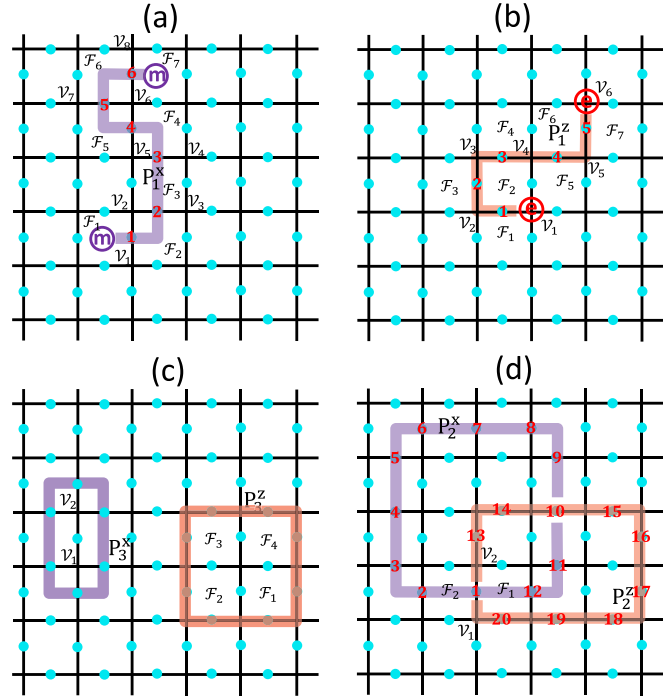 (a)
𝒱₈
ℱ₆ ℱ₇
6 m
𝒱₇ 5 𝒱₆
ℱ₄
4
ℱ₅ 𝒱₅ 3 𝒱₄
P₁ˣ ℱ₃
𝒱₂ 2 𝒱₃
ℱ₁
m 1 ℱ₂
𝒱₁
(b)
e 𝒱₆
ℱ₆
ℱ₄ P₁ᶻ 5 ℱ₇
𝒱₃ 3 𝒱₄ 4 𝒱₅
ℱ₃ 2 ℱ₂ ℱ₅
𝒱₂ 1 e 𝒱₁
ℱ₁
(c)
𝒱₂ P₃ᶻ
ℱ₃ ℱ₄
𝒱₁ P₃ˣ
ℱ₂ ℱ₁
(d)
6 P₂ˣ 7 8
5 9
4 14 10 15
13 16
𝒱₂
3 11
2 ℱ₂ 1 ℱ₁ 12 17
P₂ᶻ
𝒱₁ 20 19 18